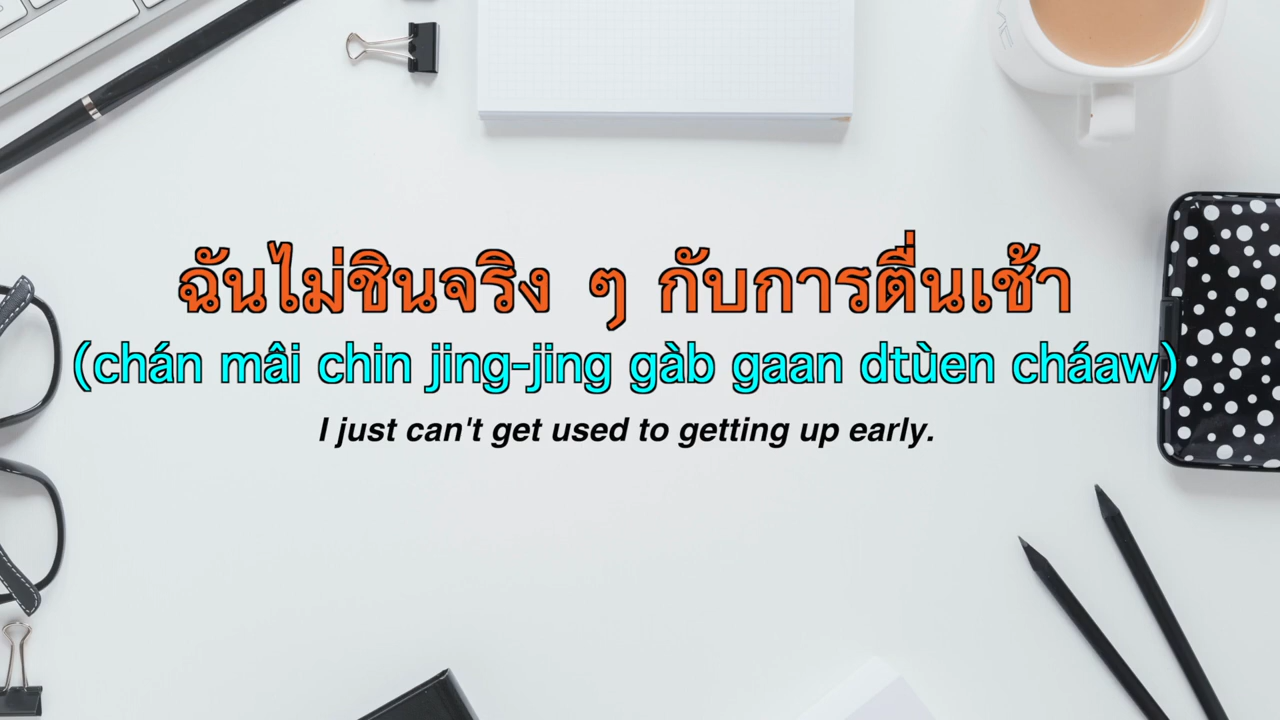 ฉันไม่ชินจริง ๆ กับการตื่นเช้า
(chán mâi chin jing-jing gàb gaan dtùen cháaw)
I just can't get used to getting up early.